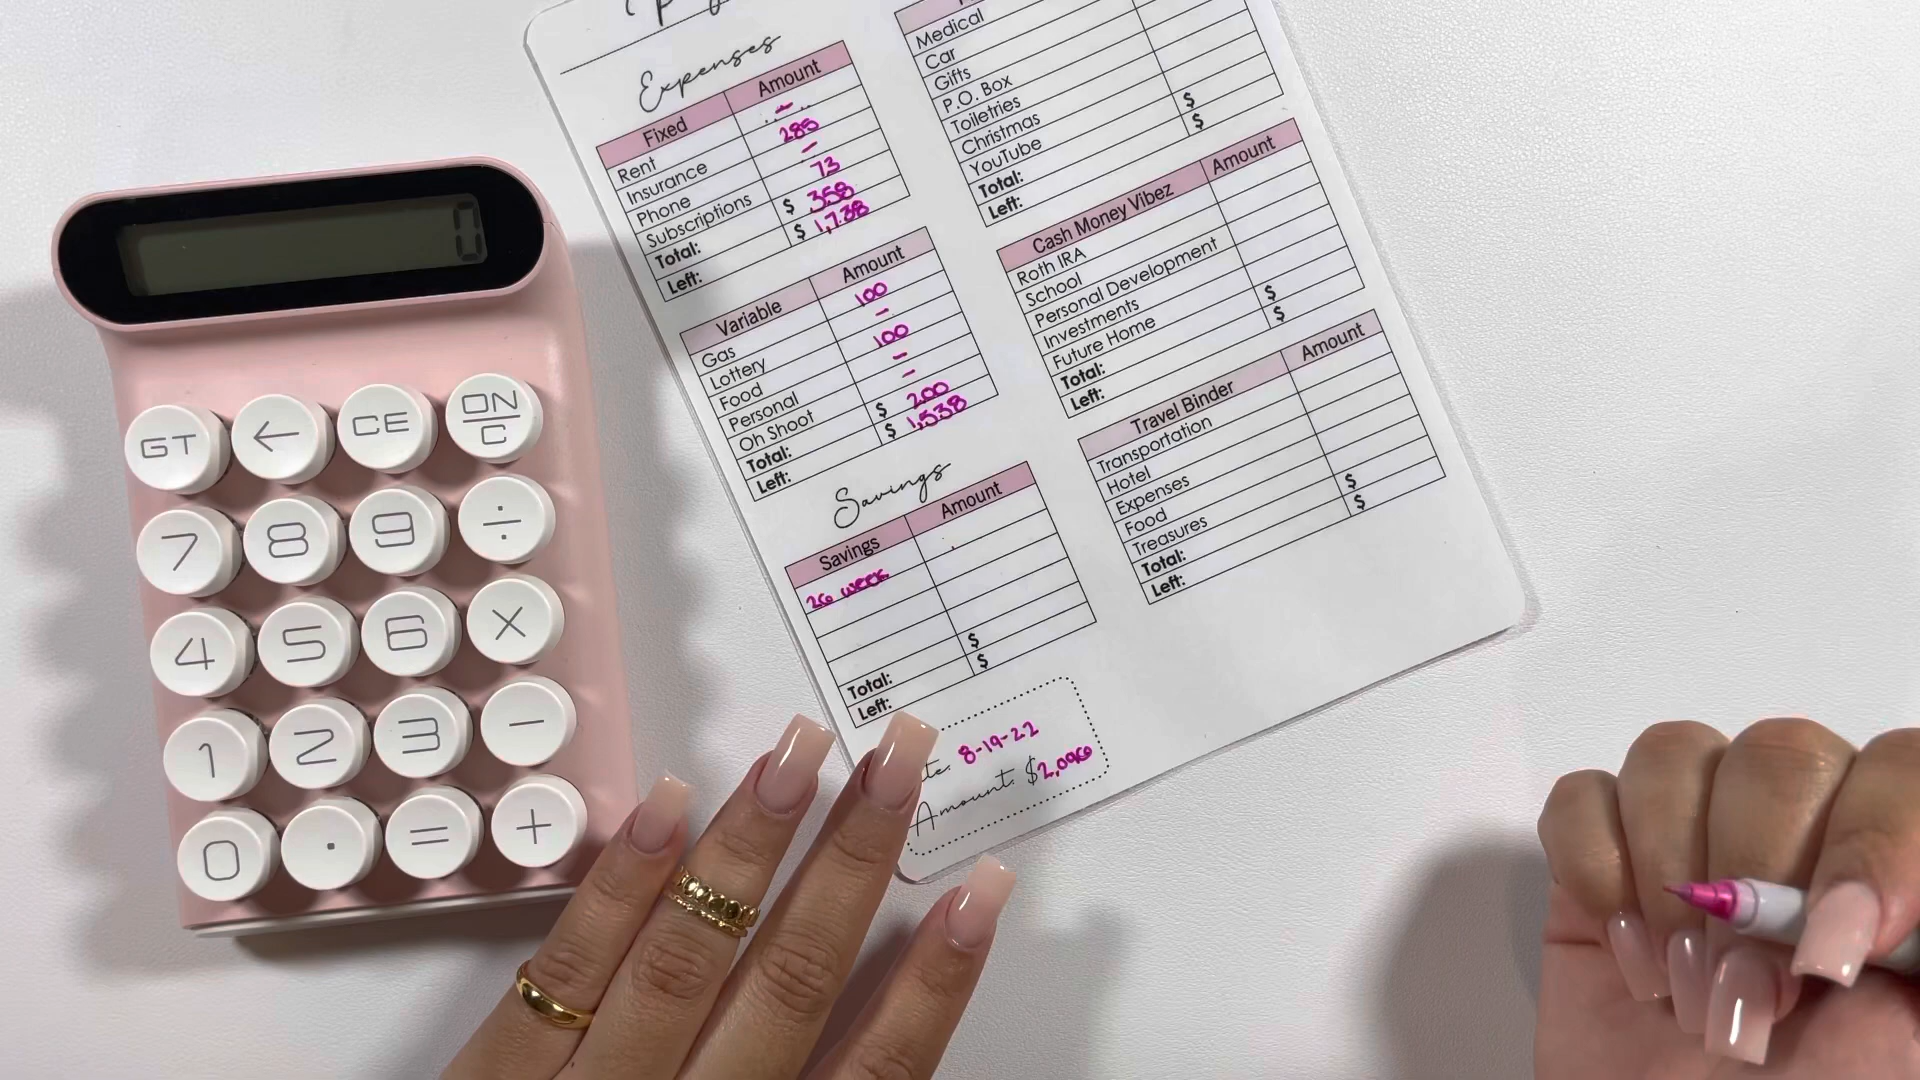 Expenses
Fixed Amount
Rent -
Insurance 285
Phone -
Subscriptions 73
Total: $ 358
Left: $ 1,738
Variable Amount
Gas 100
Lottery -
Food 100
Personal -
Oh Shoot -
Total: $ 200
Left: $ 1,538
Savings
Savings Amount
26 week
$
Total: $
Left:
8-19-22
Amount: $2,096
Medical
Car
Gifts
P.O. Box
Toiletries
Christmas
YouTube
Total: $
Left: $
Cash Money Vibez Amount
Roth IRA
School
Personal Development
Investments
Future Home
Total: $
Left: $
Travel Binder Amount
Transportation
Hotel
Expenses
Food
Treasures
Total: $
Left: $
0
GT ← CE ON/C
7 8 9 ÷
4 5 6 ×
1 2 3 −
0 . = +